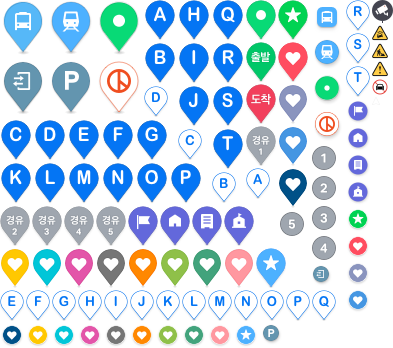 A H Q
R
B I R 출발
S
P D J S 도착
T
C D E F G C T 경유 1
1
K L M N O P B A
2
경유 2 경유 3 경유 4 경유 5 5
3
4
E F G H I J K L M N O P Q
P